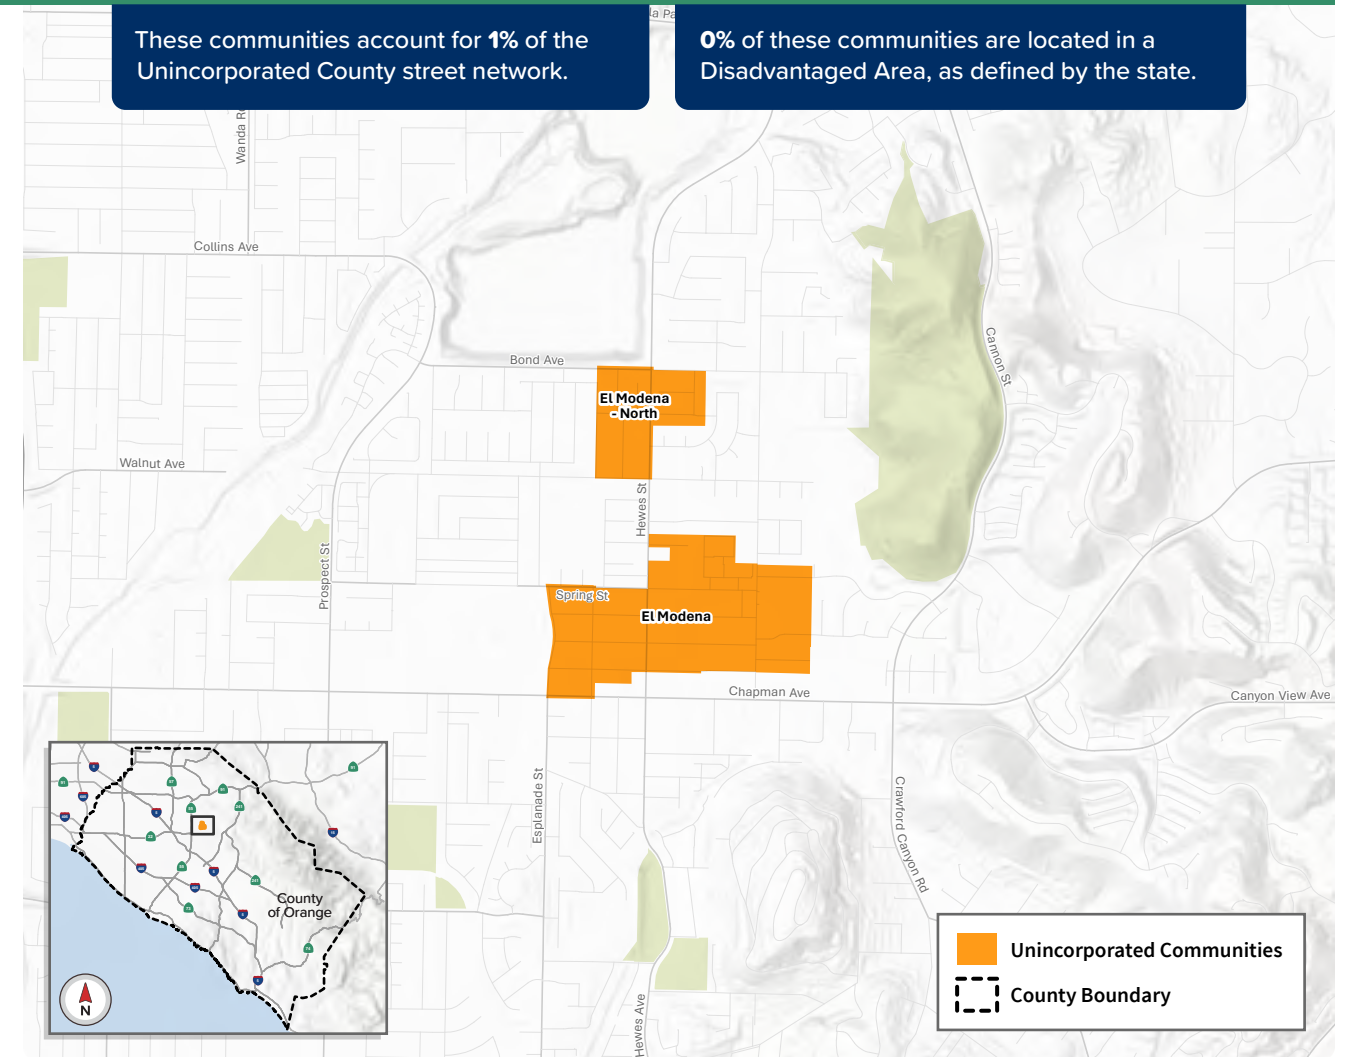 la Pa
These communities account for 1% of the
Unincorporated County street network.
0% of these communities are located in a
Disadvantaged Area, as defined by the state.
Wanda R
Collins Ave
Cannon St
Bond Ave
El Modena
- North
Walnut Ave
Hewes St
Prospect St
Spring St
El Modena
Chapman Ave
Canyon View Ave
Esplanade St
Crawford Canyon Rd
Hewes Ave
County
of Orange
N
Unincorporated Communities
County Boundary